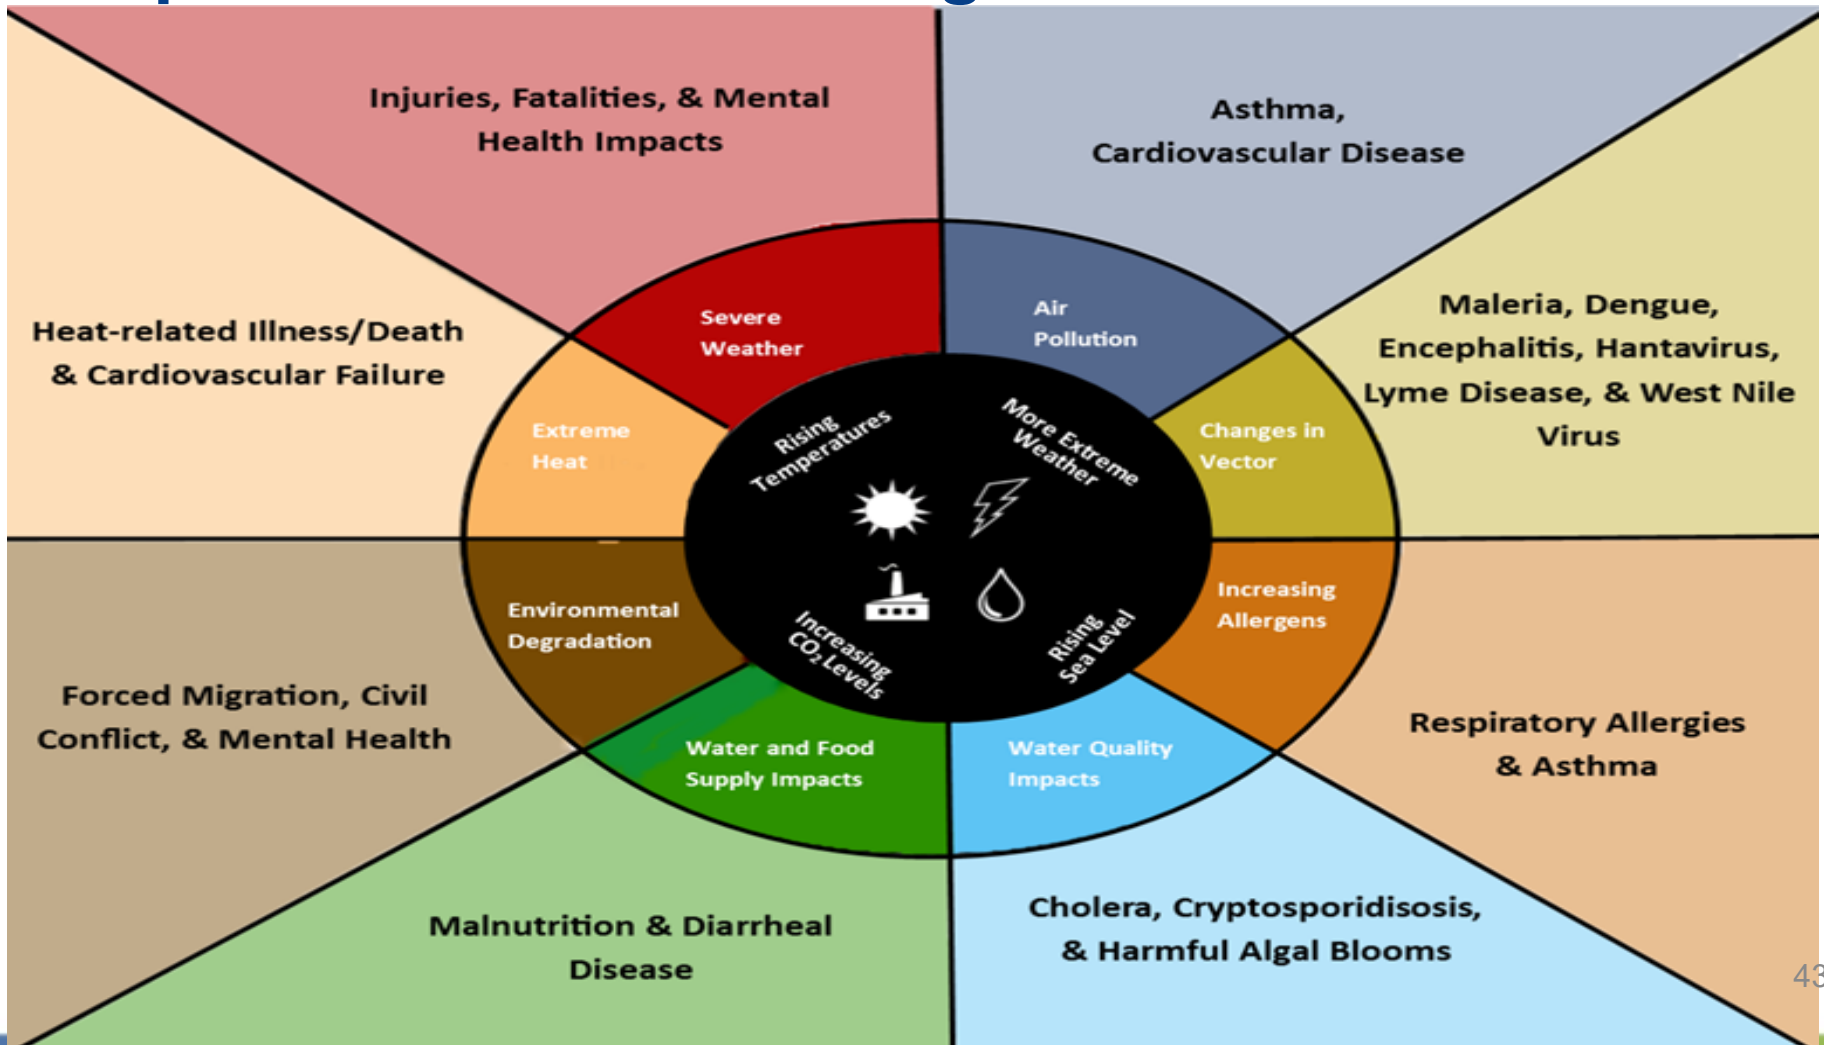 Injuries, Fatalities, & Mental
Health Impacts
Asthma,
Cardiovascular Disease
Heat-related Illness/Death
& Cardiovascular Failure
Maleria, Dengue,
Encephalitis, Hantavirus,
Lyme Disease, & West Nile
Virus
Severe
Weather
Air
Pollution
Extreme
Heat
Changes in
Vector
Rising
Temperatures
More Extreme
Weather
Increasing
CO₂ Levels
Rising
Sea Level
Environmental
Degradation
Increasing
Allergens
Water and Food
Supply Impacts
Water Quality
Impacts
Forced Migration, Civil
Conflict, & Mental Health
Respiratory Allergies
& Asthma
Malnutrition & Diarrheal
Disease
Cholera, Cryptosporidisosis,
& Harmful Algal Blooms
43